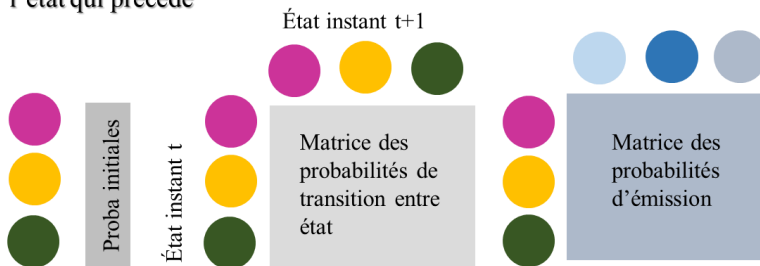 l'état qui précède
État instant t+1
Proba initiales
État instant t
Matrice des
probabilités de
transition entre
état
Matrice des
probabilités
d'émission